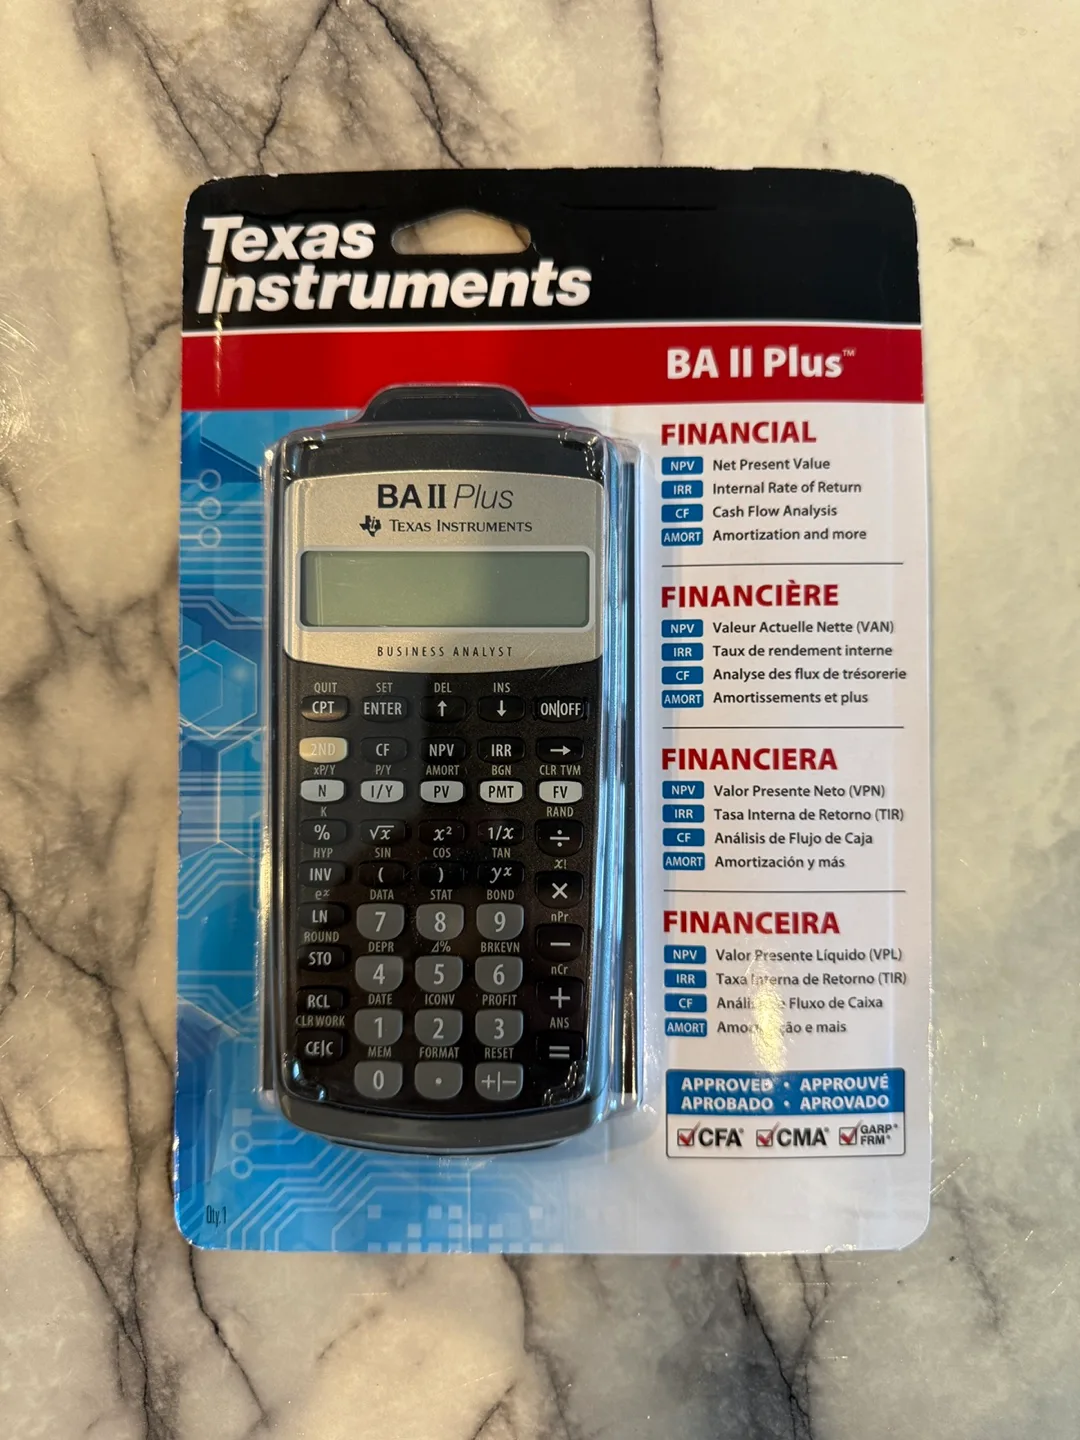 Texas
Instruments
BA II Plus™
FINANCIAL
NPV Net Present Value
IRR Internal Rate of Return
CF Cash Flow Analysis
AMORT Amortization and more
FINANCIÈRE
NPV Valeur Actuelle Nette (VAN)
IRR Taux de rendement interne
CF Analyse des flux de trésorerie
AMORT Amortissements et plus
FINANCIERA
NPV Valor Presente Neto (VPN)
IRR Tasa Interna de Retorno (TIR)
CF Análisis de Flujo de Caja
AMORT Amortización y más
FINANCEIRA
NPV Valor Presente Líquido (VPL)
IRR Taxa Interna de Retorno (TIR)
CF de Fluxo de Caixa
AMORT e mais
APPROVED • APPROUVÉ
APROBADO • APROVADO
CFA® CMA® GARP®
FRM®
BA II Plus
TEXAS INSTRUMENTS
BUSINESS ANALYST
QUIT SET DEL INS
CPT ENTER ↑ ↓ ON|OFF
2ND CF NPV IRR →
xP/Y P/Y AMORT BGN CLR TVM
N I/Y PV PMT FV
K RAND
% √x x² 1/x ÷
HYP SIN COS TAN x!
INV ( ) yˣ ×
eˣ DATA STAT BOND nPr
LN 7 8 9 −
ROUND DEPR Δ% BRKEVN nCr
STO 4 5 6 +
DATE ICONV PROFIT ANS
RCL 1 2 3 =
CLR WORK MEM FORMAT RESET
CE|C 0 . +|−
Qty. 1